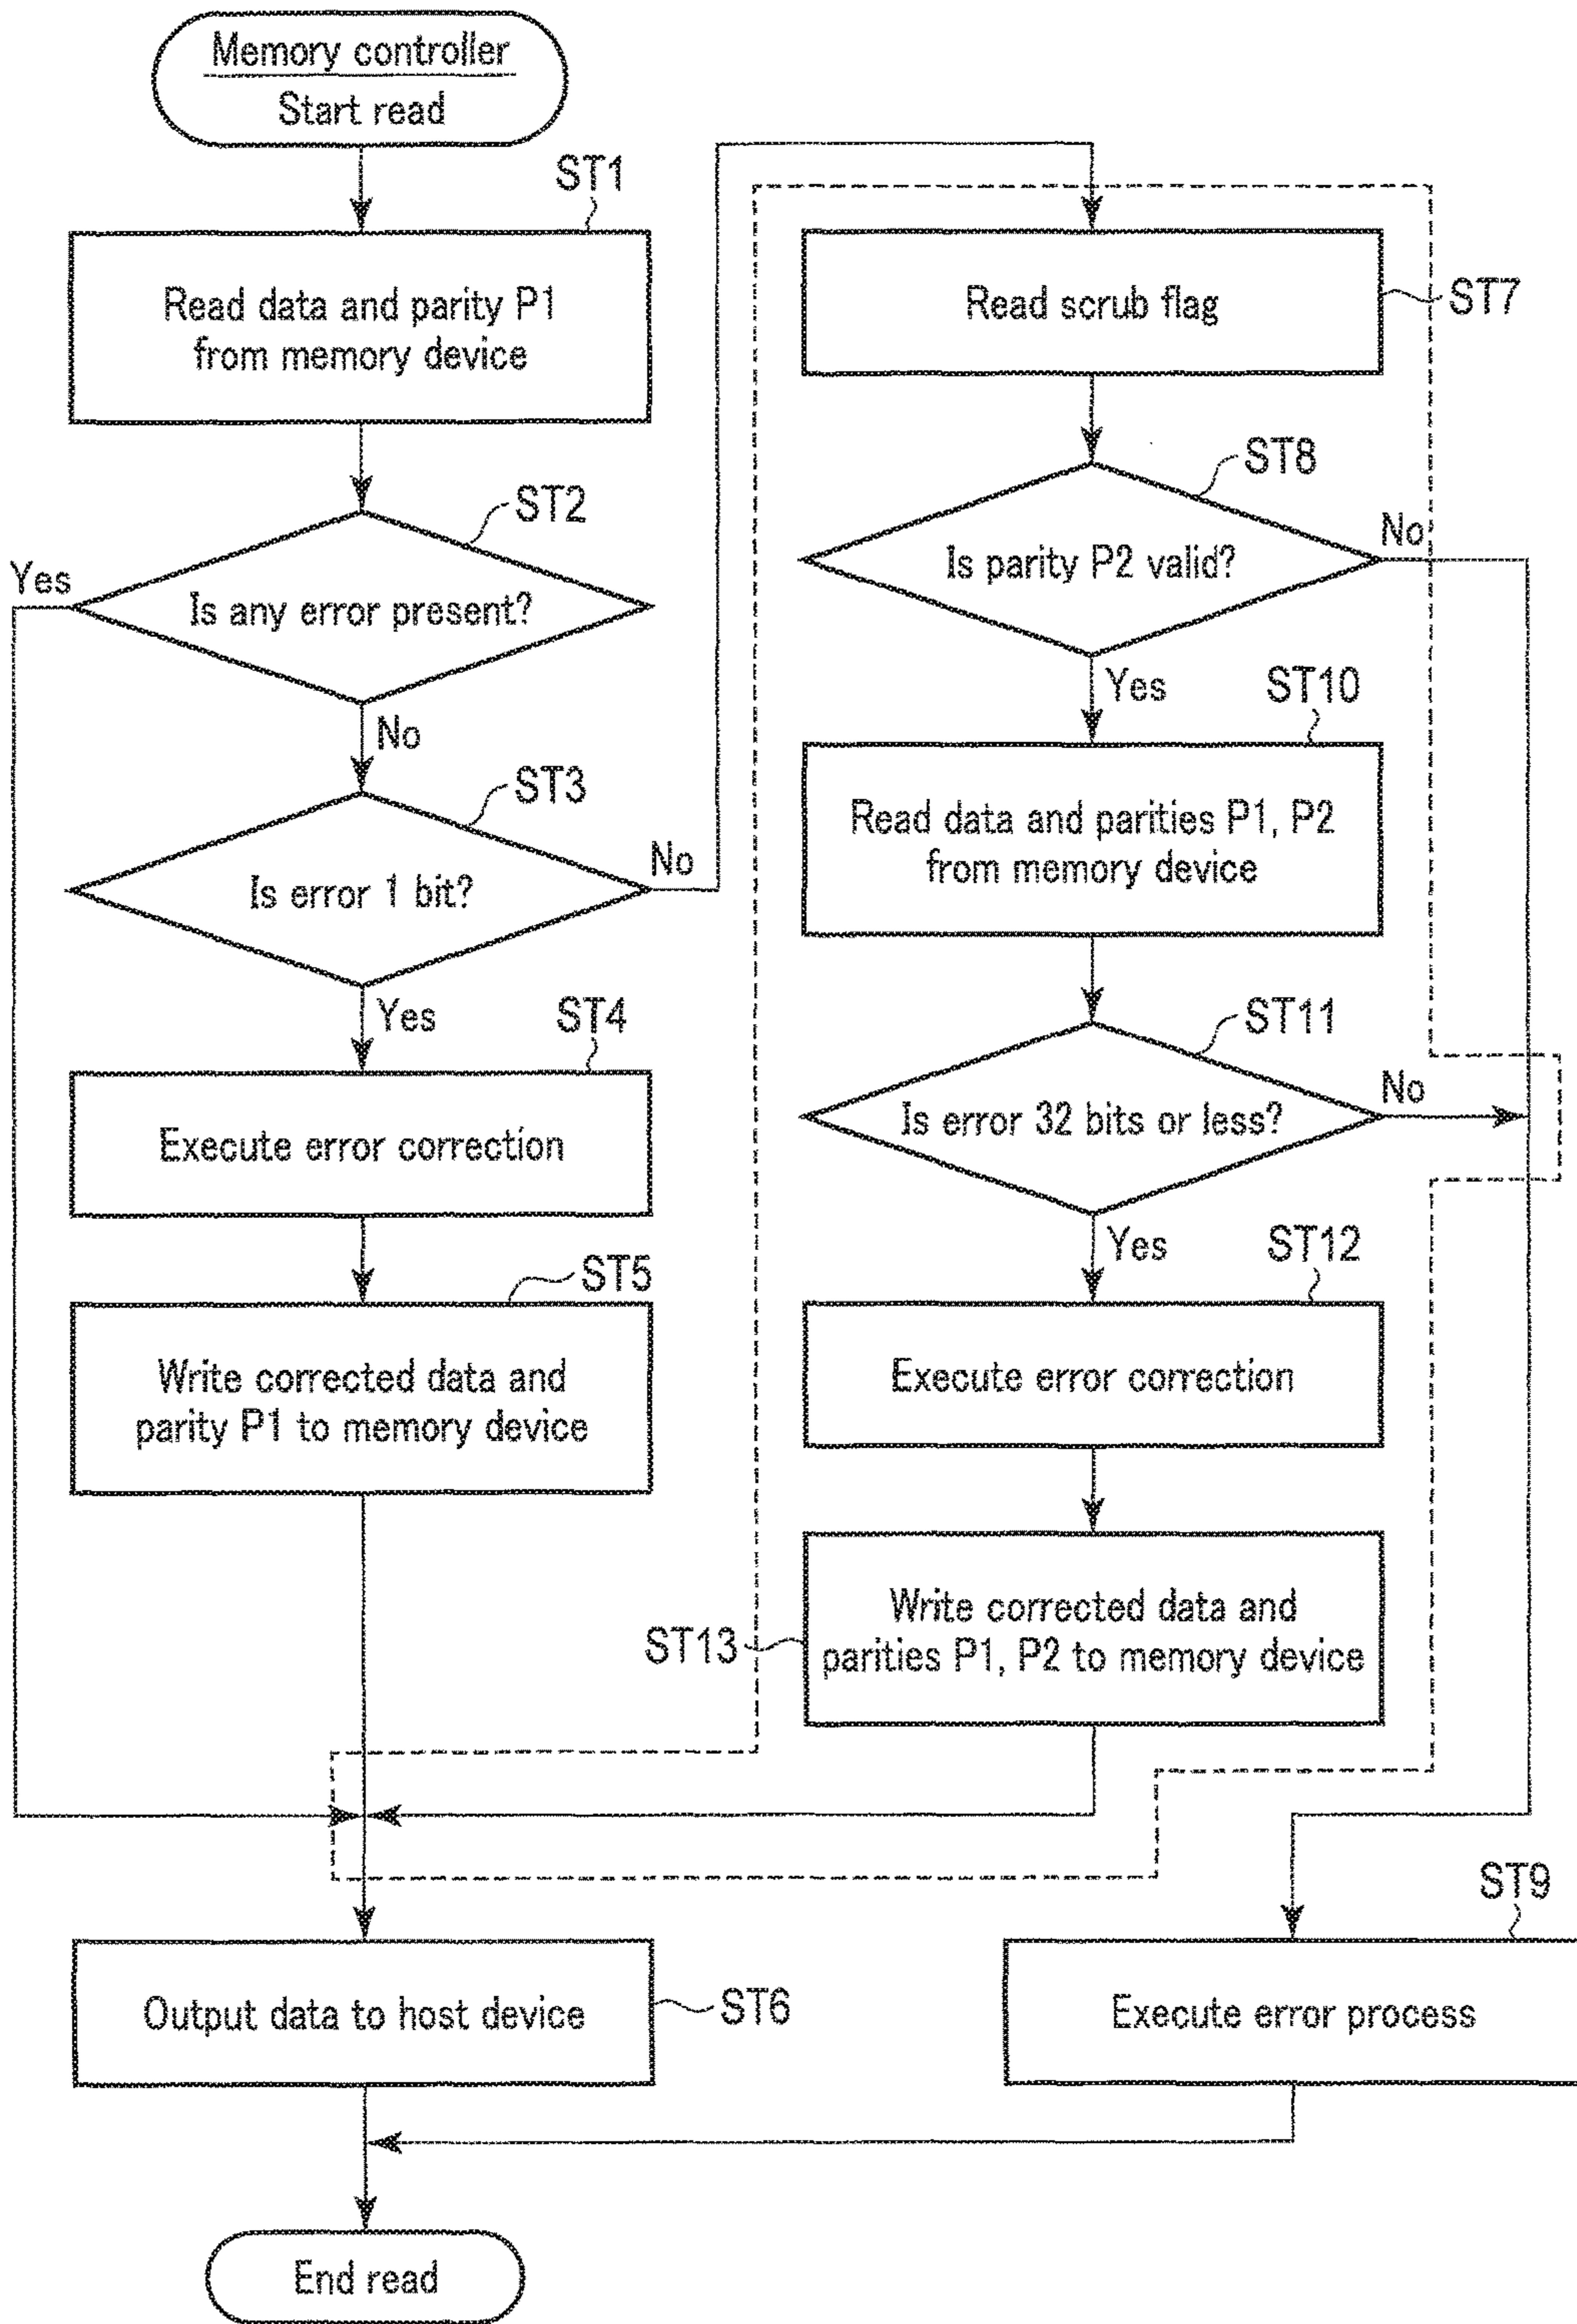 Memory controller
Start read
ST1
Read data and parity P1
from memory device
ST2
Yes
Is any error present?
No
ST3
No
Is error 1 bit?
Yes
ST4
Execute error correction
ST5
Write corrected data and
parity P1 to memory device
Output data to host device
ST6
End read
Read scrub flag
ST7
ST8
No
Is parity P2 valid?
Yes
ST10
Read data and parities P1, P2
from memory device
ST11
No
Is error 32 bits or less?
Yes
ST12
Execute error correction
ST13
Write corrected data and
parities P1, P2 to memory device
ST9
Execute error process